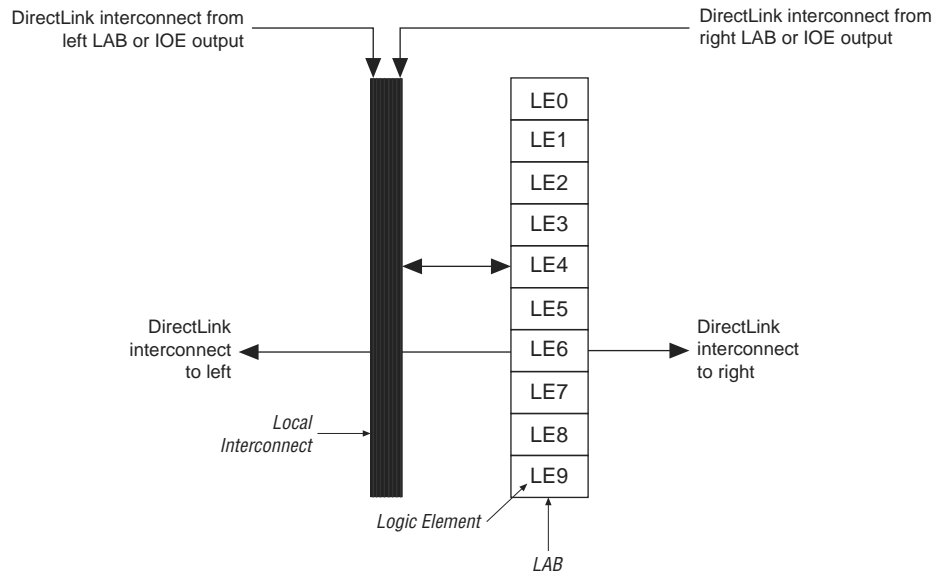 DirectLink interconnect from
left LAB or IOE output
DirectLink interconnect from
right LAB or IOE output
LE0
LE1
LE2
LE3
LE4
LE5
LE6
LE7
LE8
LE9
DirectLink
interconnect
to left
DirectLink
interconnect
to right
Local
Interconnect
Logic Element
LAB